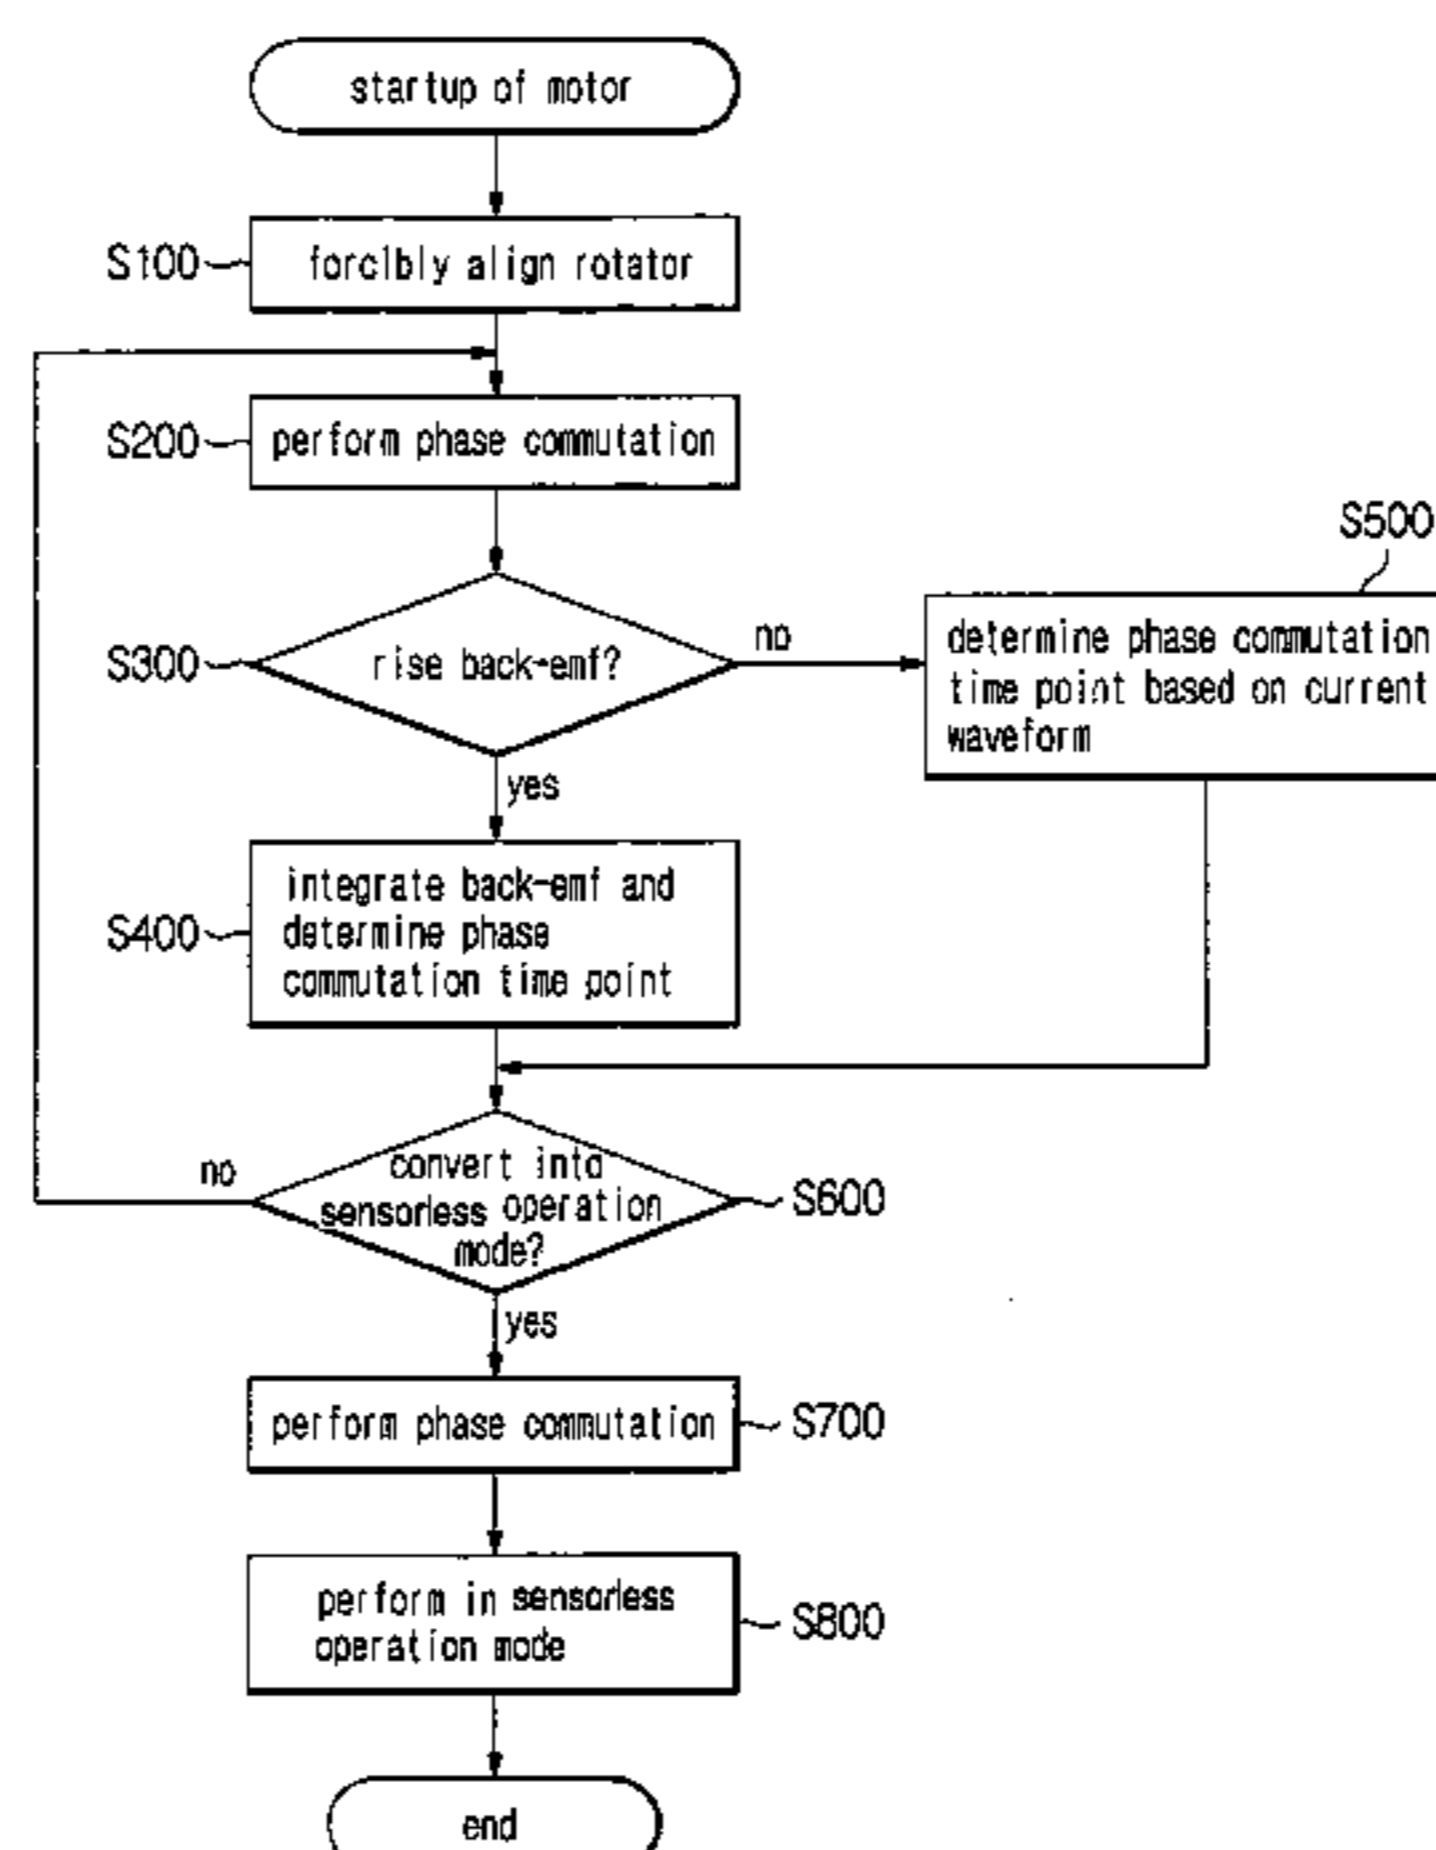 startup of motor
S100
forcibly align rotator
S200
perform phase commutation
S500
S300
rise back-emf?
no
determine phase commutation
time point based on current
waveform
yes
S400
integrate back-emf and
determine phase
commutation time point
no
convert into
sensorless operation
mode?
S600
yes
perform phase commutation
S700
perform in sensorless
operation mode
S800
end